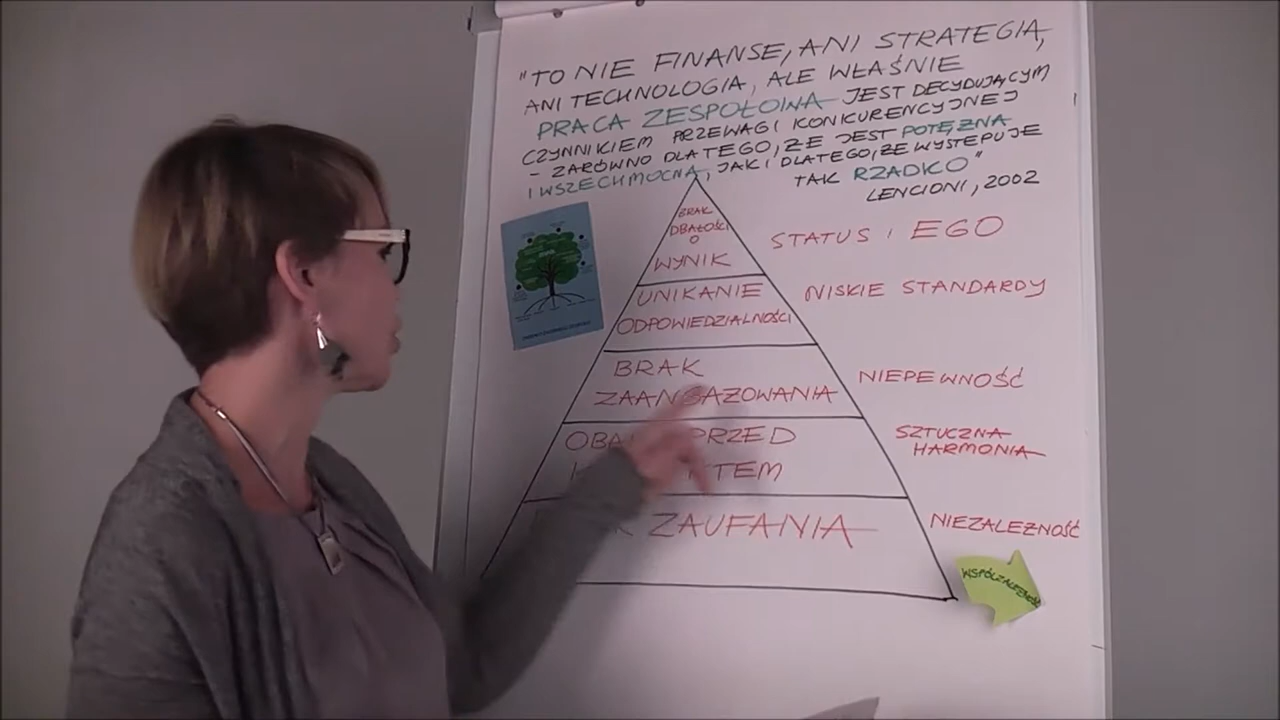 "TO NIE FINANSE, ANI STRATEGIA,
ANI TECHNOLOGIA, ALE WŁAŚNIE
PRACA ZESPOŁOWA JEST DECYDUJĄCYM
CZYNNIKIEM PRZEWAGI KONKURENCYJNEJ
- ZARÓWNO DLATEGO, ŻE JEST POTĘŻNA
I WSZECHMOCNA, JAK I DLATEGO, ŻE WYSTĘPUJE
TAK RZADKO"
LENCIONI, 2002
BRAK
DBAŁOŚCI
O
WYNIK
STATUS i EGO
UNIKANIE
ODPOWIEDZIALNOŚCI
NISKIE STANDARDY
BRAK
ZAANGAŻOWANIA
NIEPEWNOŚĆ
PRZED
SZTUCZNA
HARMONIA
ZAUFANIA
NIEZALEŻNOŚĆ
WSPÓŁZALEŻNOŚĆ